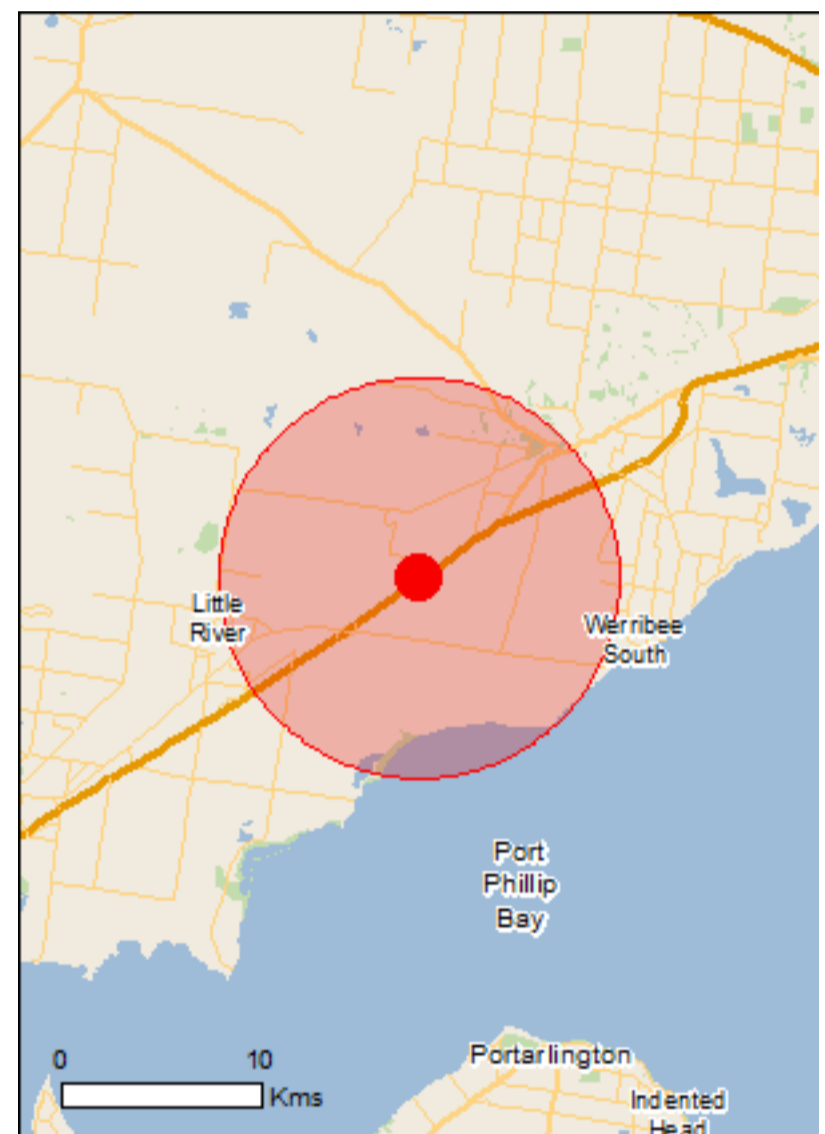 Little
River
Werribee
South
Port
Phillip
Bay
Portarlington
Indented
Head
0 10
Kms